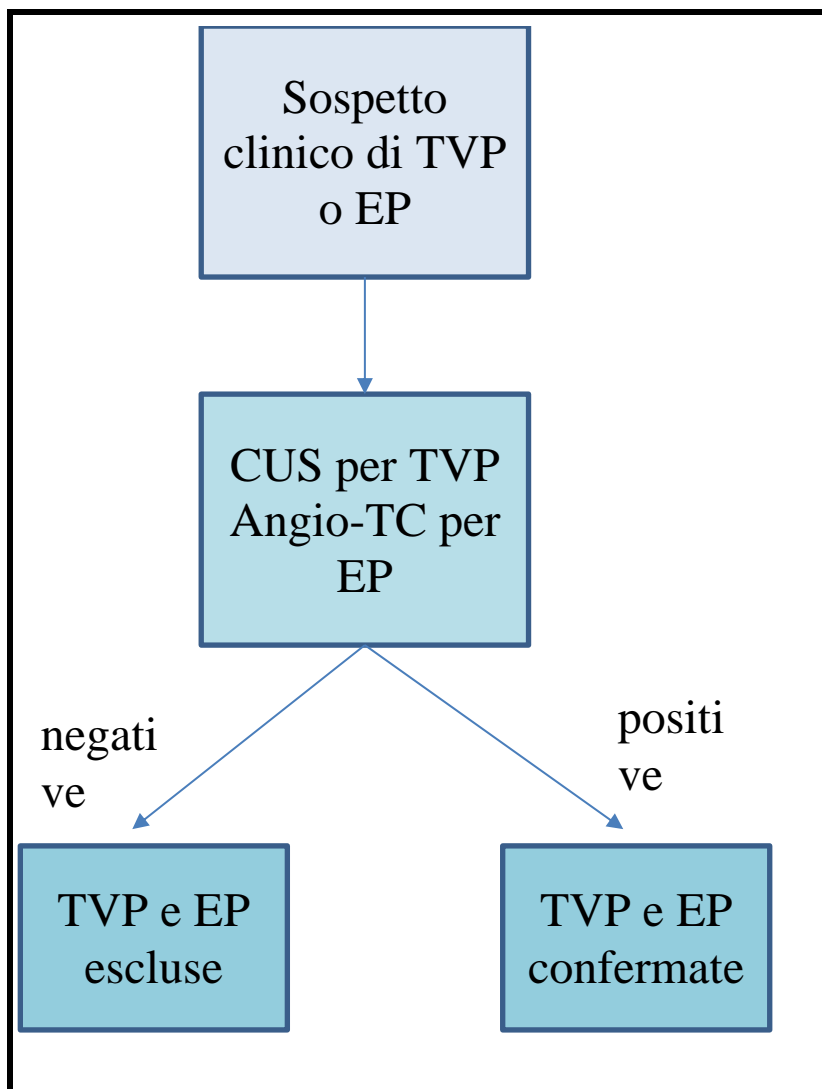 Sospetto
clinico di TVP
o EP
CUS per TVP
Angio-TC per
EP
negati
ve
positi
ve
TVP e EP
escluse
TVP e EP
confermate